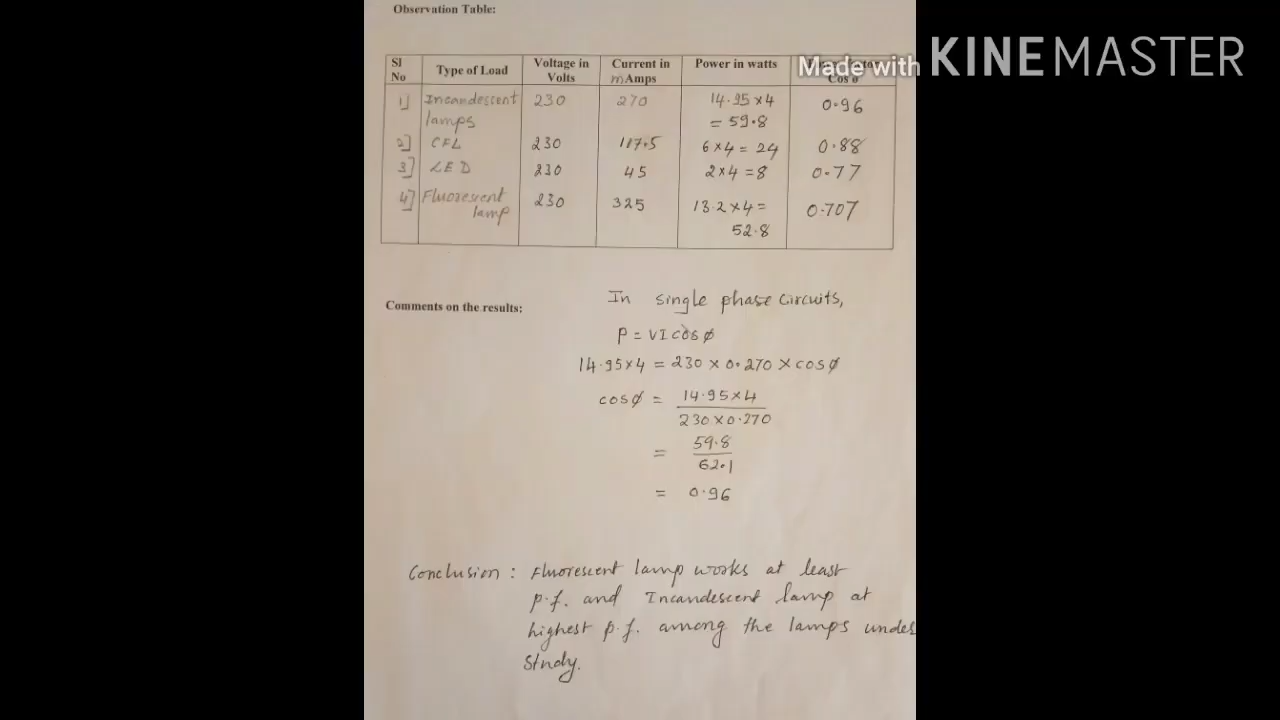 Observation Table:
Made with KINEMASTER
Sl No | Type of Load | Voltage in Volts | Current in mAmps | Power in watts | Cos ø
1] | Incandescent lamps | 230 | 270 | 14.95 x 4 = 59.8 | 0.96
2] | CFL | 230 | 117.5 | 6 x 4 = 24 | 0.88
3] | LED | 230 | 45 | 2 x 4 = 8 | 0.77
4] | Fluorescent lamp | 230 | 325 | 13.2 x 4 = 52.8 | 0.707
Comments on the results:
In single phase circuits,
P = VI cosϕ
14.95 x 4 = 230 x 0.270 x cosϕ
cosϕ = 14.95 x 4
230 x 0.270
= 59.8
62.1
= 0.96
Conclusion : Fluorescent lamp works at least
p.f. and Incandescent lamp at
highest p.f. among the lamps under
study.